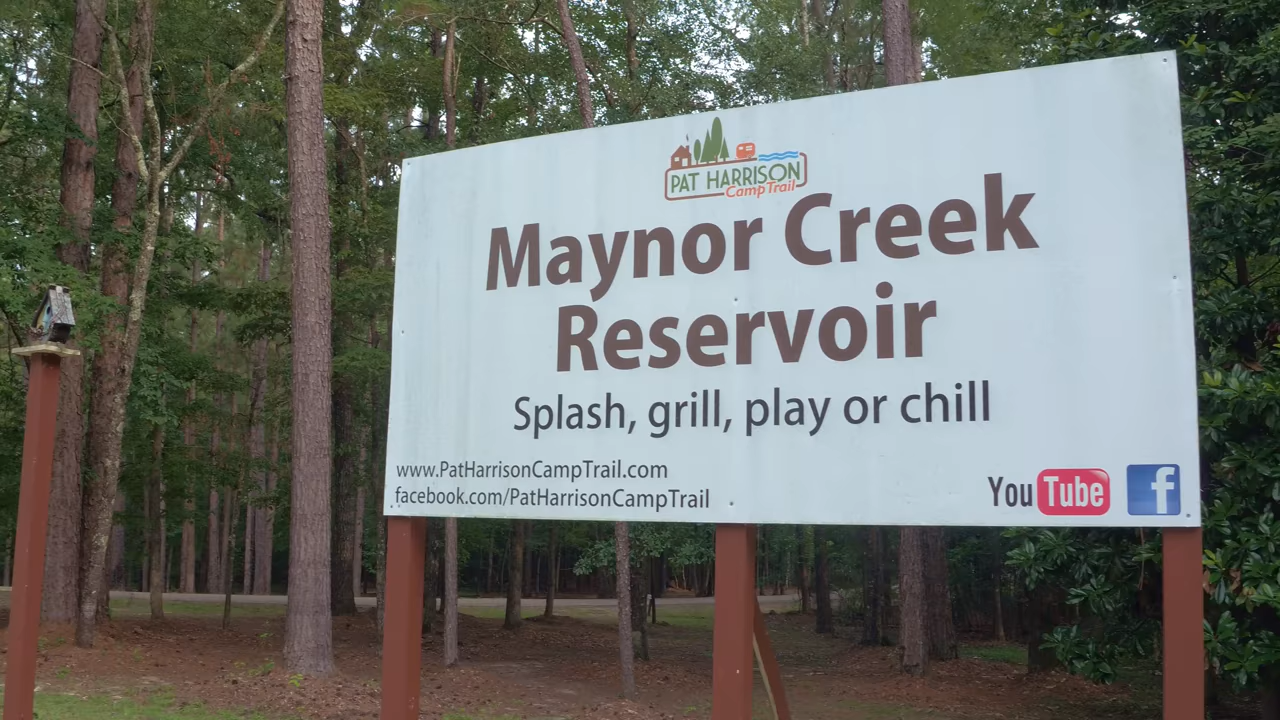 PAT HARRISON
Camp Trail
Maynor Creek
Reservoir
Splash, grill, play or chill
www.PatHarrisonCampTrail.com
facebook.com/PatHarrisonCampTrail
YouTube f